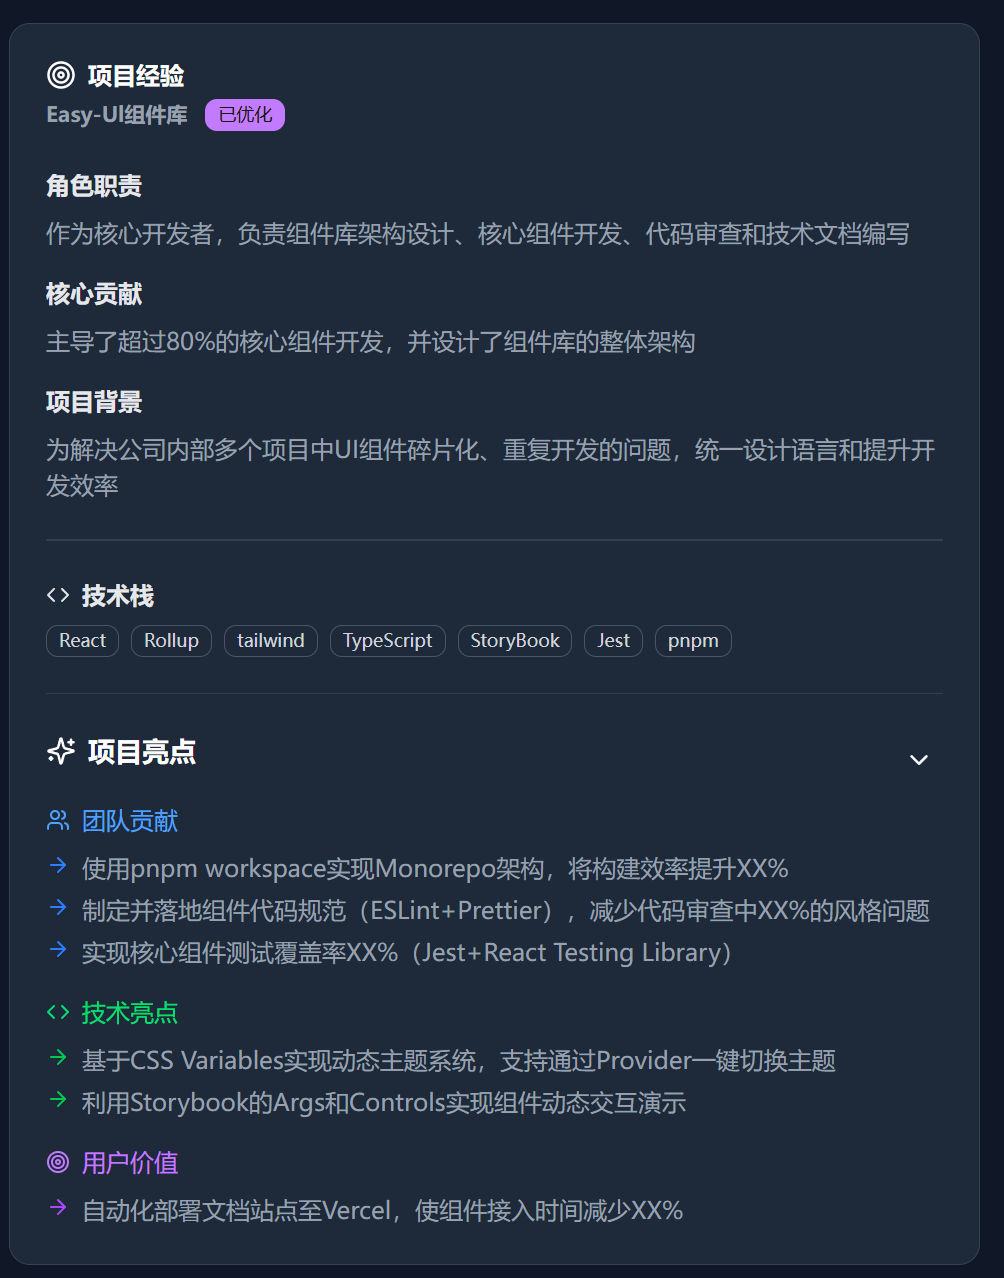 项目经验
Easy-UI组件库 已优化
角色职责
作为核心开发者，负责组件库架构设计、核心组件开发、代码审查和技术文档编写
核心贡献
主导了超过80%的核心组件开发，并设计了组件库的整体架构
项目背景
为解决公司内部多个项目中UI组件碎片化、重复开发的问题，统一设计语言和提升开
发效率
技术栈
React Rollup tailwind TypeScript StoryBook Jest pnpm
项目亮点
团队贡献
使用pnpm workspace实现Monorepo架构，将构建效率提升XX%
制定并落地组件代码规范（ESLint+Prettier），减少代码审查中XX%的风格问题
实现核心组件测试覆盖率XX%（Jest+React Testing Library）
技术亮点
基于CSS Variables实现动态主题系统，支持通过Provider一键切换主题
利用Storybook的Args和Controls实现组件动态交互演示
用户价值
自动化部署文档站点至Vercel，使组件接入时间减少XX%